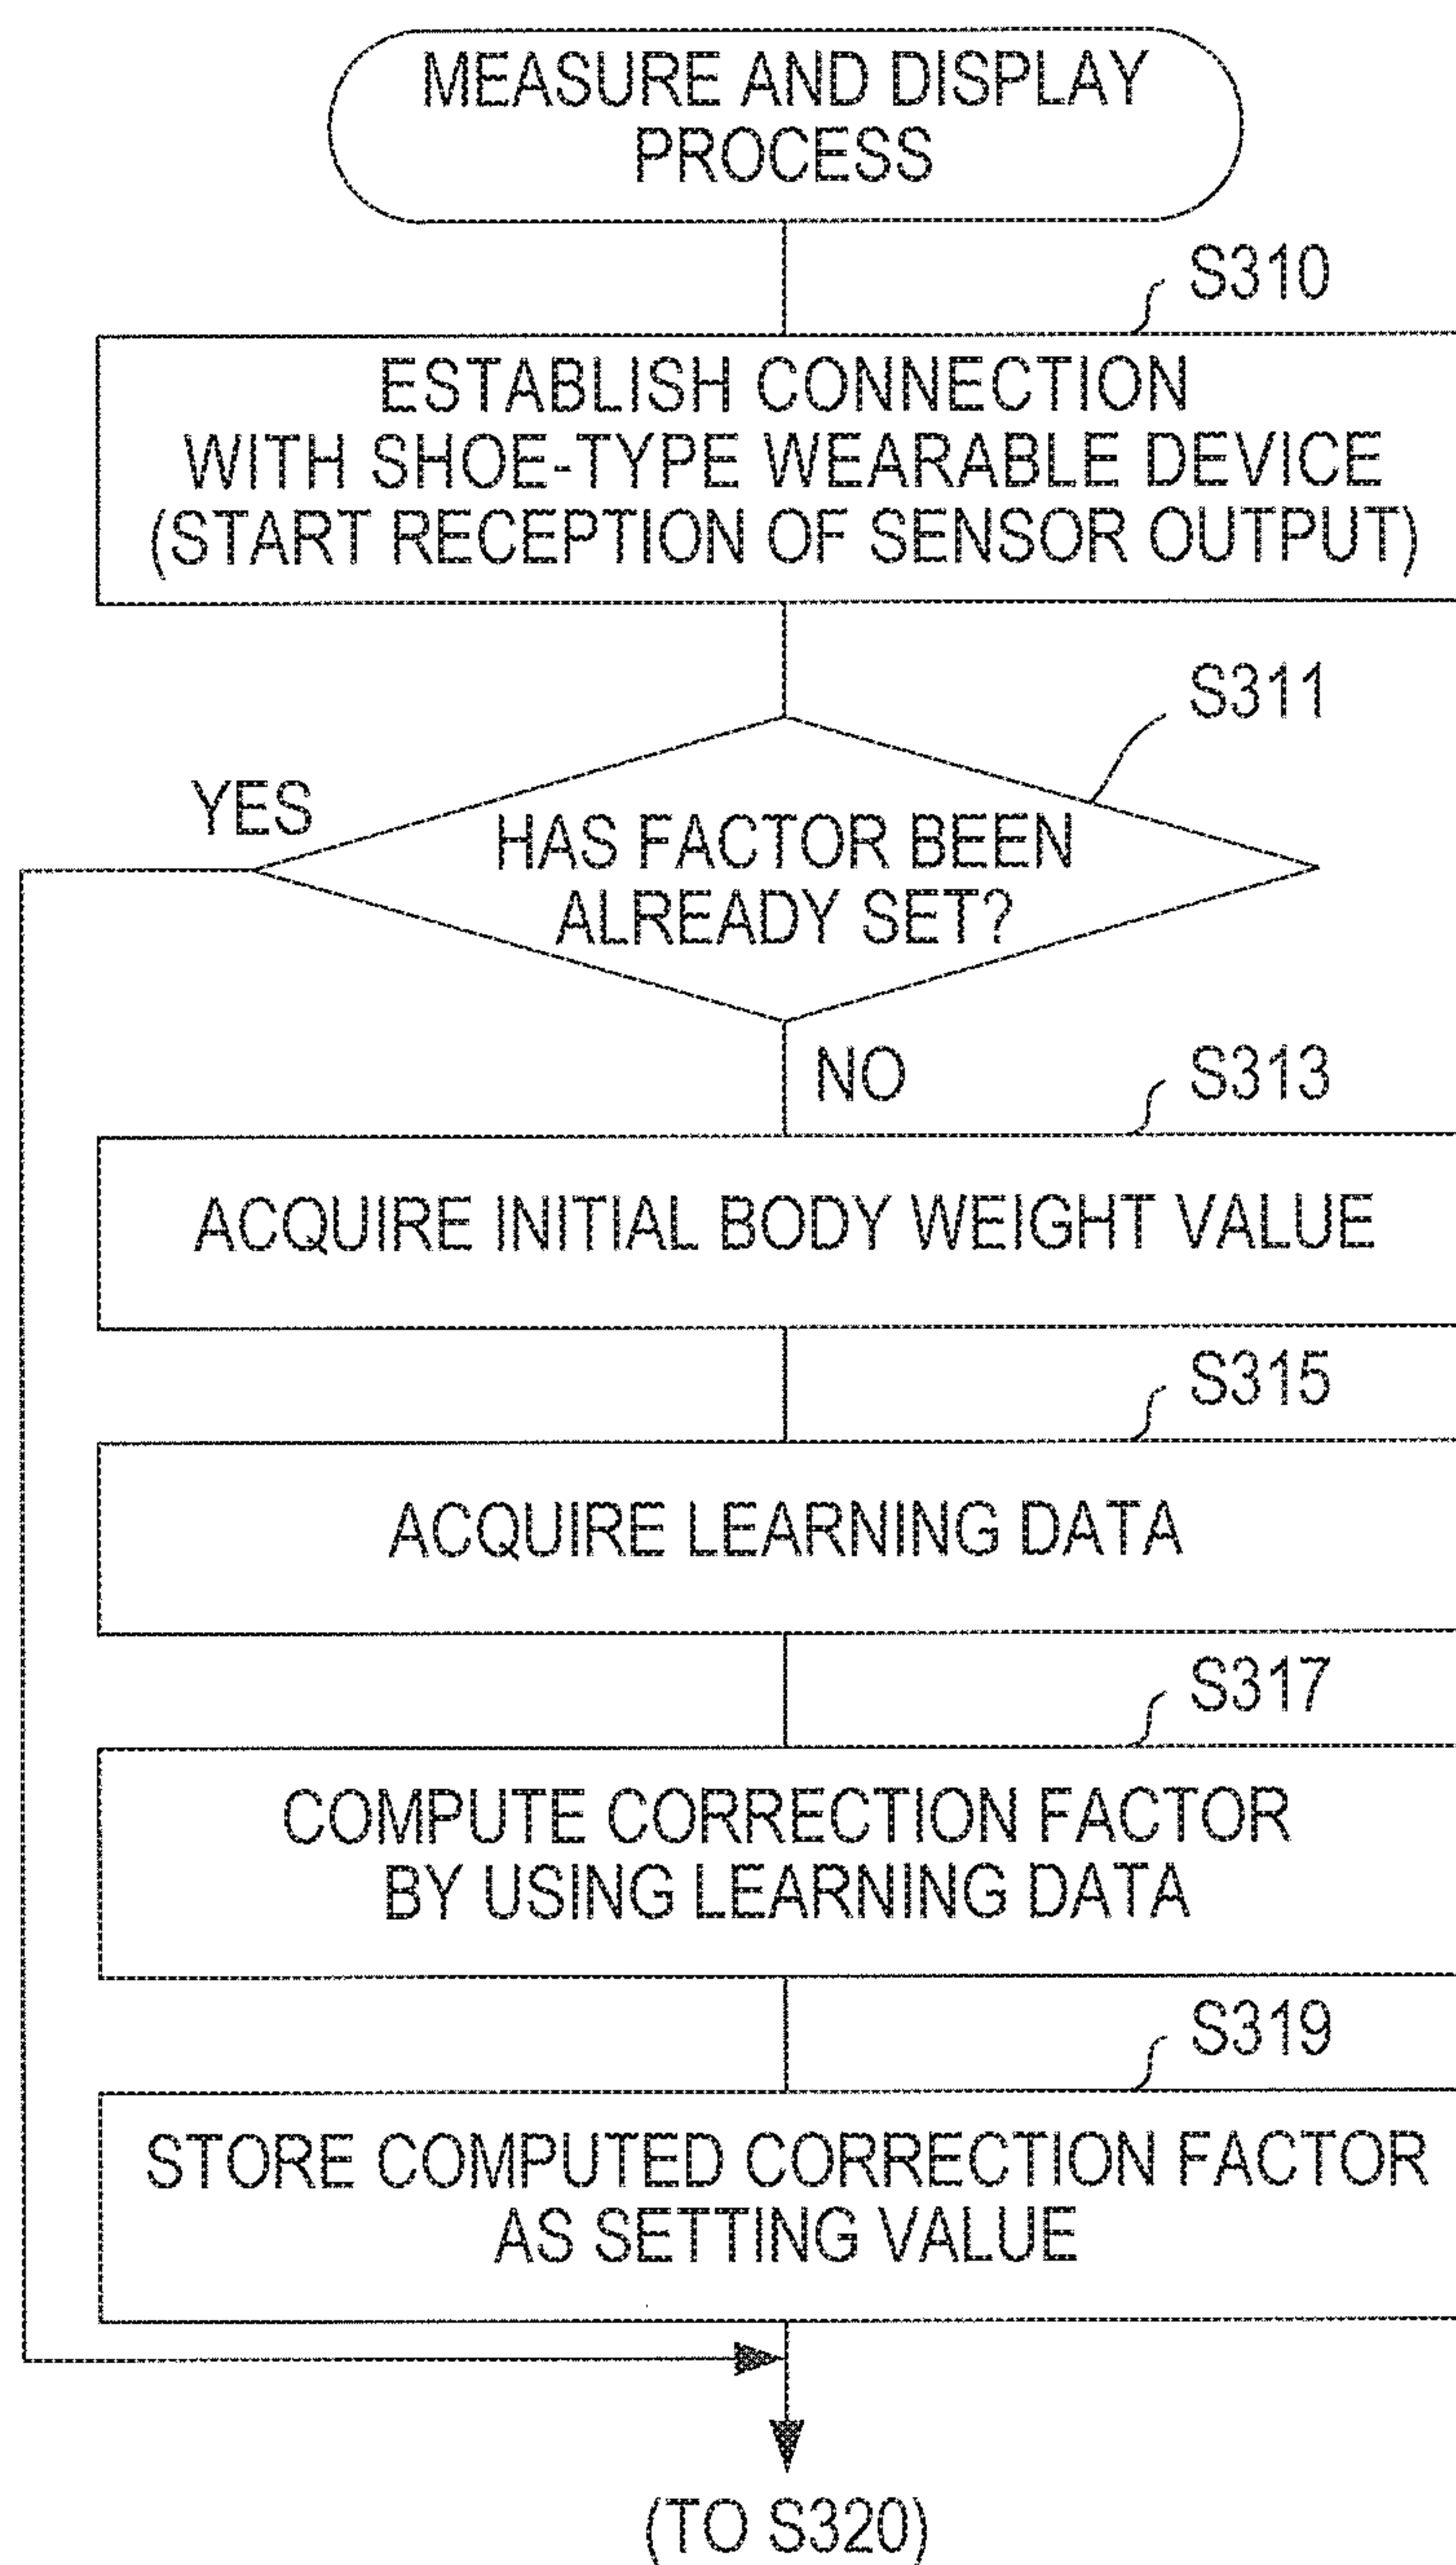 MEASURE AND DISPLAY
PROCESS
S310
ESTABLISH CONNECTION
WITH SHOE-TYPE WEARABLE DEVICE
(START RECEPTION OF SENSOR OUTPUT)
S311
YES
HAS FACTOR BEEN
ALREADY SET?
NO
S313
ACQUIRE INITIAL BODY WEIGHT VALUE
S315
ACQUIRE LEARNING DATA
S317
COMPUTE CORRECTION FACTOR
BY USING LEARNING DATA
S319
STORE COMPUTED CORRECTION FACTOR
AS SETTING VALUE
(TO S320)